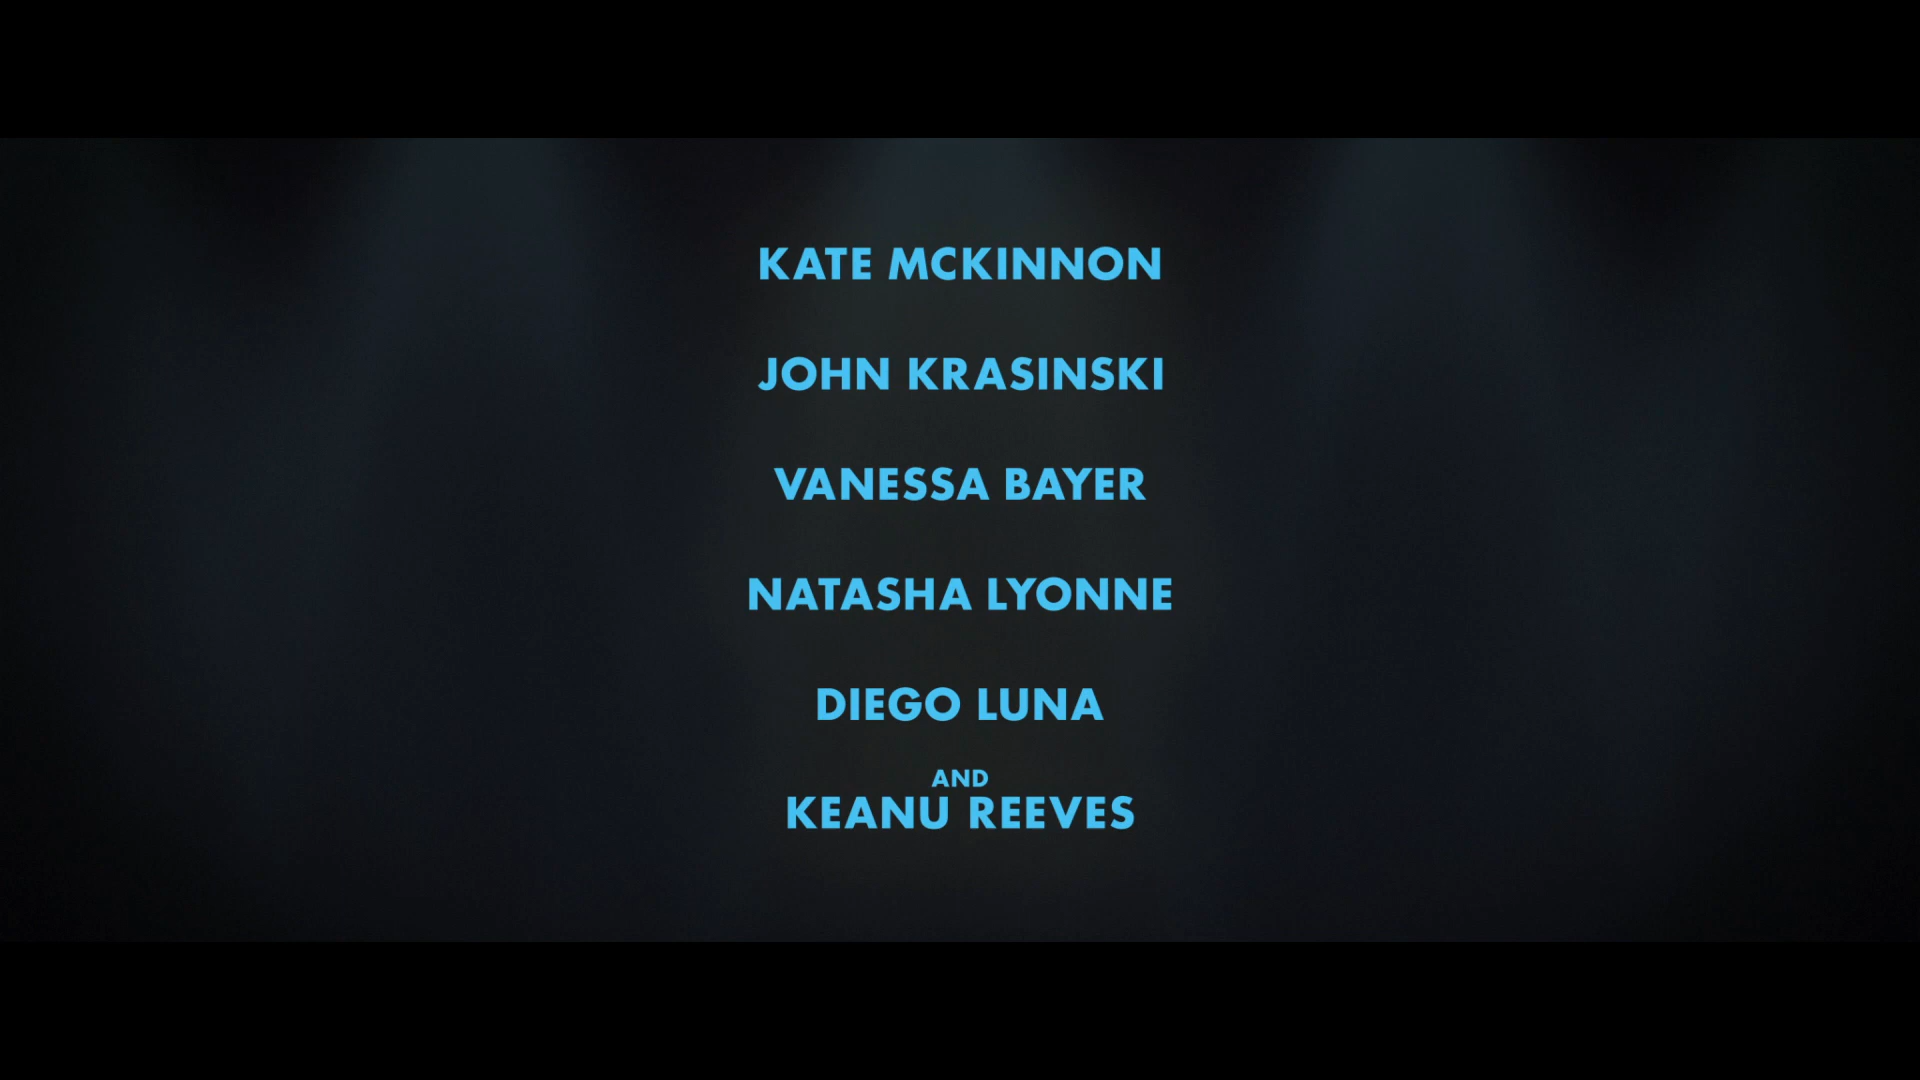 KATE MCKINNON
JOHN KRASINSKI
VANESSA BAYER
NATASHA LYONNE
DIEGO LUNA
AND
KEANU REEVES